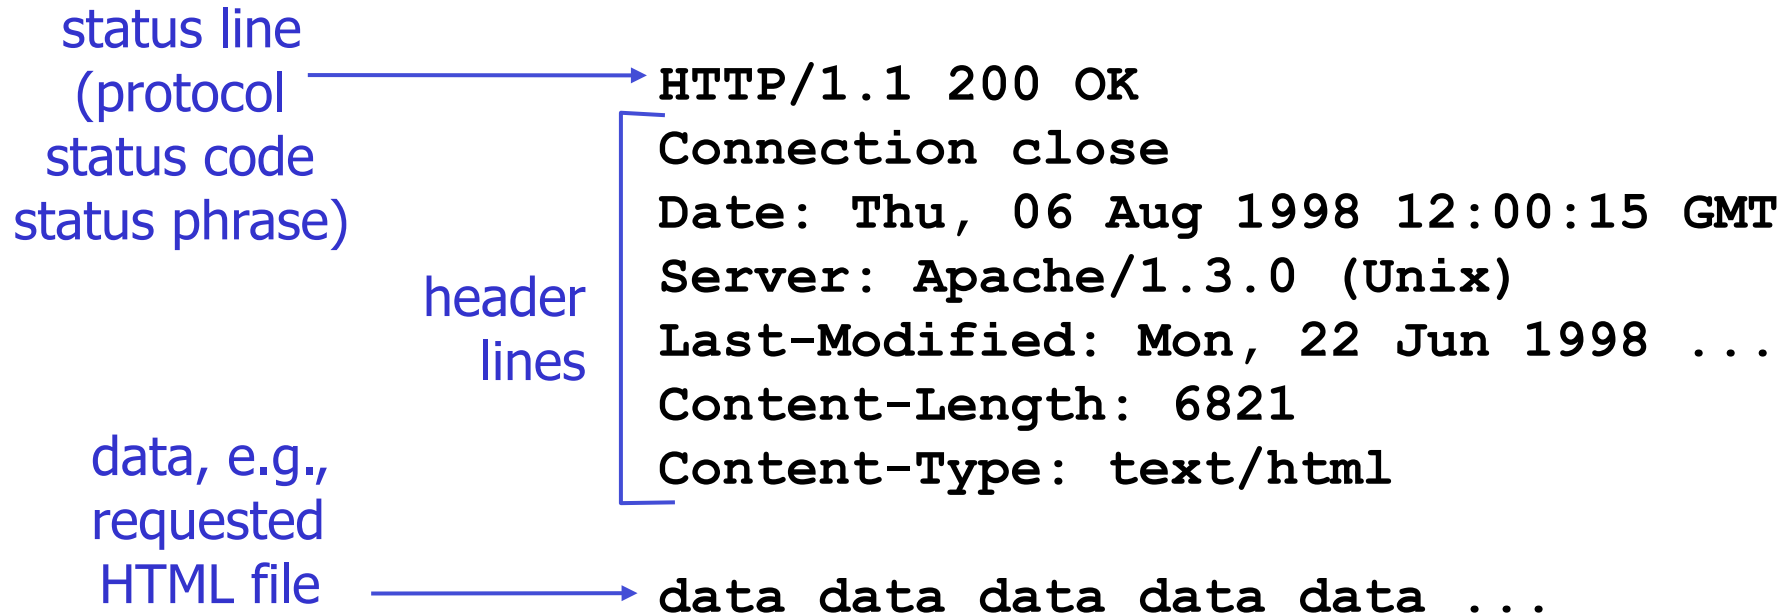 status line
(protocol
status code
status phrase)
HTTP/1.1 200 OK
header
lines
Connection close
Date: Thu, 06 Aug 1998 12:00:15 GMT
Server: Apache/1.3.0 (Unix)
Last-Modified: Mon, 22 Jun 1998 ...
Content-Length: 6821
Content-Type: text/html
data, e.g.,
requested
HTML file
data data data data data ...